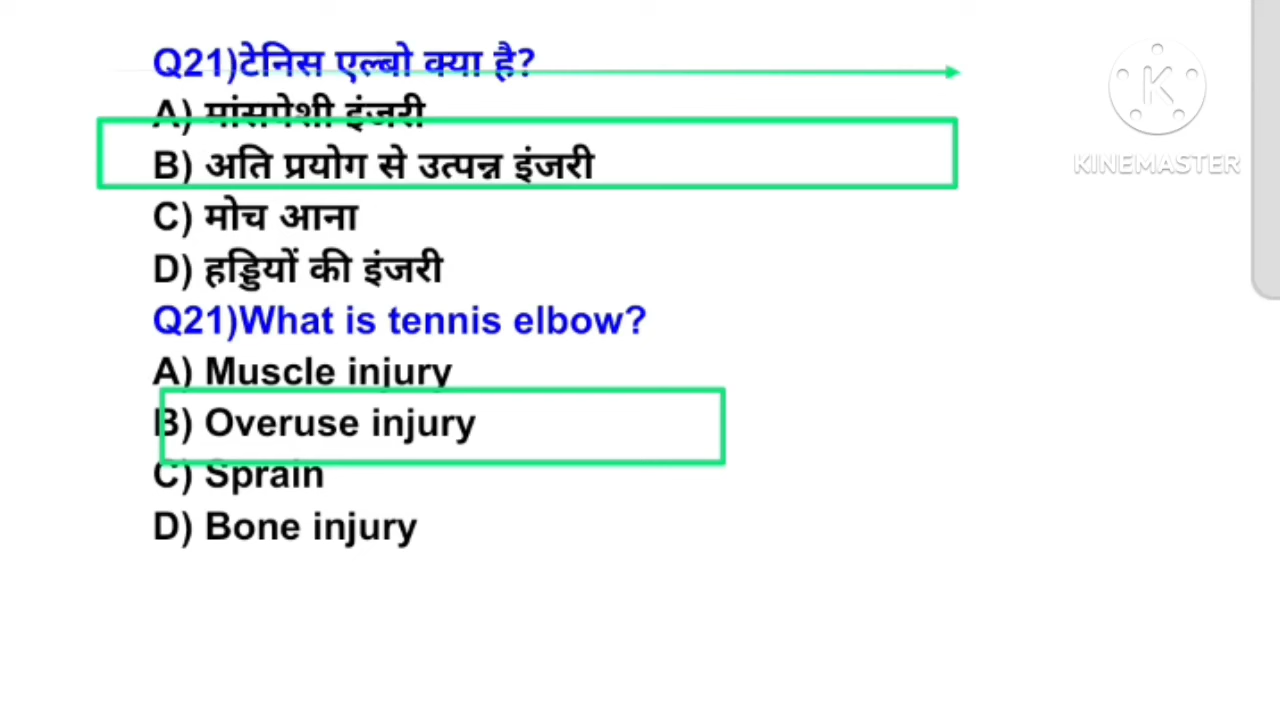 Q21)टेनिस एल्बो क्या है?
A) मांसपेशी इंजरी
B) अति प्रयोग से उत्पन्न इंजरी
C) मोच आना
D) हड्डियों की इंजरी
Q21)What is tennis elbow?
A) Muscle injury
B) Overuse injury
C) Sprain
D) Bone injury
K
KINEMASTER